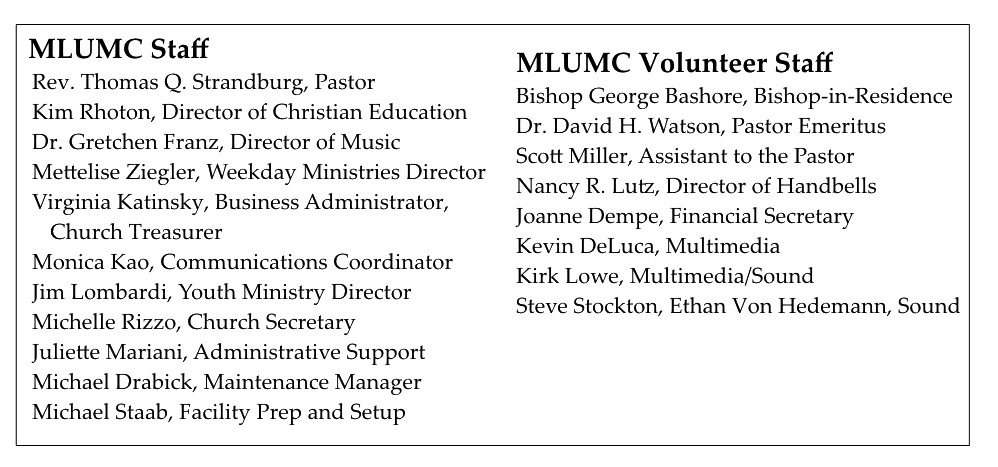 MLUMC Staff
Rev. Thomas Q. Strandburg, Pastor
Kim Rhoton, Director of Christian Education
Dr. Gretchen Franz, Director of Music
Mettelise Ziegler, Weekday Ministries Director
Virginia Katinsky, Business Administrator,
Church Treasurer
Monica Kao, Communications Coordinator
Jim Lombardi, Youth Ministry Director
Michelle Rizzo, Church Secretary
Juliette Mariani, Administrative Support
Michael Drabick, Maintenance Manager
Michael Staab, Facility Prep and Setup
MLUMC Volunteer Staff
Bishop George Bashore, Bishop-in-Residence
Dr. David H. Watson, Pastor Emeritus
Scott Miller, Assistant to the Pastor
Nancy R. Lutz, Director of Handbells
Joanne Dempe, Financial Secretary
Kevin DeLuca, Multimedia
Kirk Lowe, Multimedia/Sound
Steve Stockton, Ethan Von Hedemann, Sound